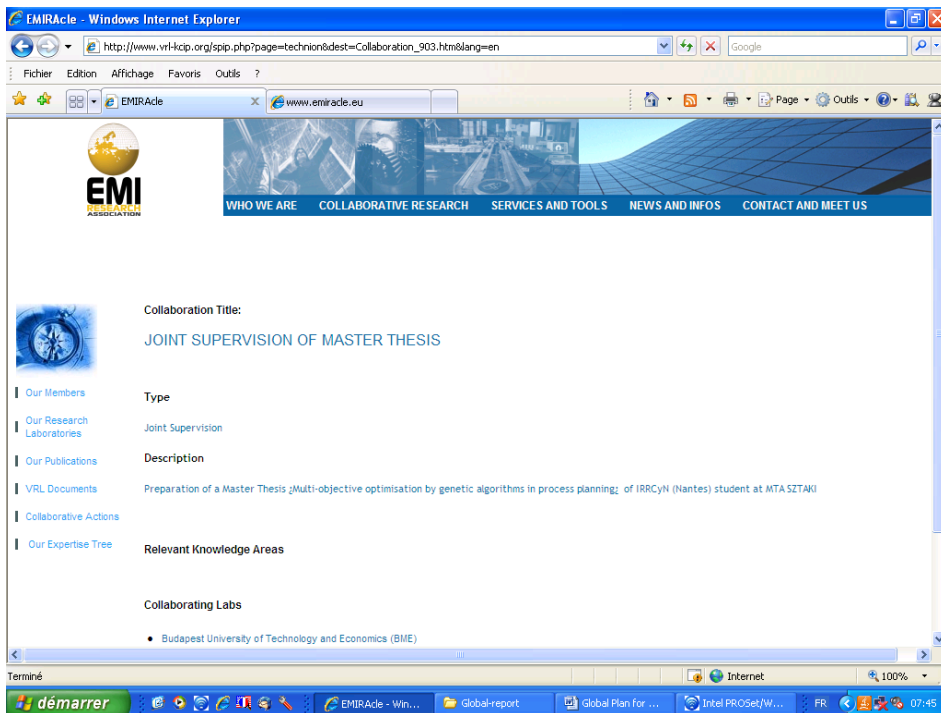 EMIRAcle - Windows Internet Explorer
http://www.vrl-kcip.org/spip.php?page=technion&dest=Collaboration_903.htm&lang=en
Google
Fichier Edition Affichage Favoris Outils ?
EMIRAcle
www.emiracle.eu
Page Outils
EMI
RESEARCH
ASSOCIATION
WHO WE ARE COLLABORATIVE RESEARCH SERVICES AND TOOLS NEWS AND INFOS CONTACT AND MEET US
Collaboration Title:
JOINT SUPERVISION OF MASTER THESIS
Our Members
Our Research
Laboratories
Our Publications
VRL Documents
Collaborative Actions
Our Expertise Tree
Type
Joint Supervision
Description
Preparation of a Master Thesis ¿Multi-objective optimisation by genetic algorithms in process planning¿ of IRRCyN (Nantes) student at MTA SZTAKI
Relevant Knowledge Areas
Collaborating Labs
• Budapest University of Technology and Economics (BME)
Terminé
Internet
100%
démarrer
EMIRAcle - Win...
Global-report
Global Plan for ...
Intel PROSet/W...
FR
07:45